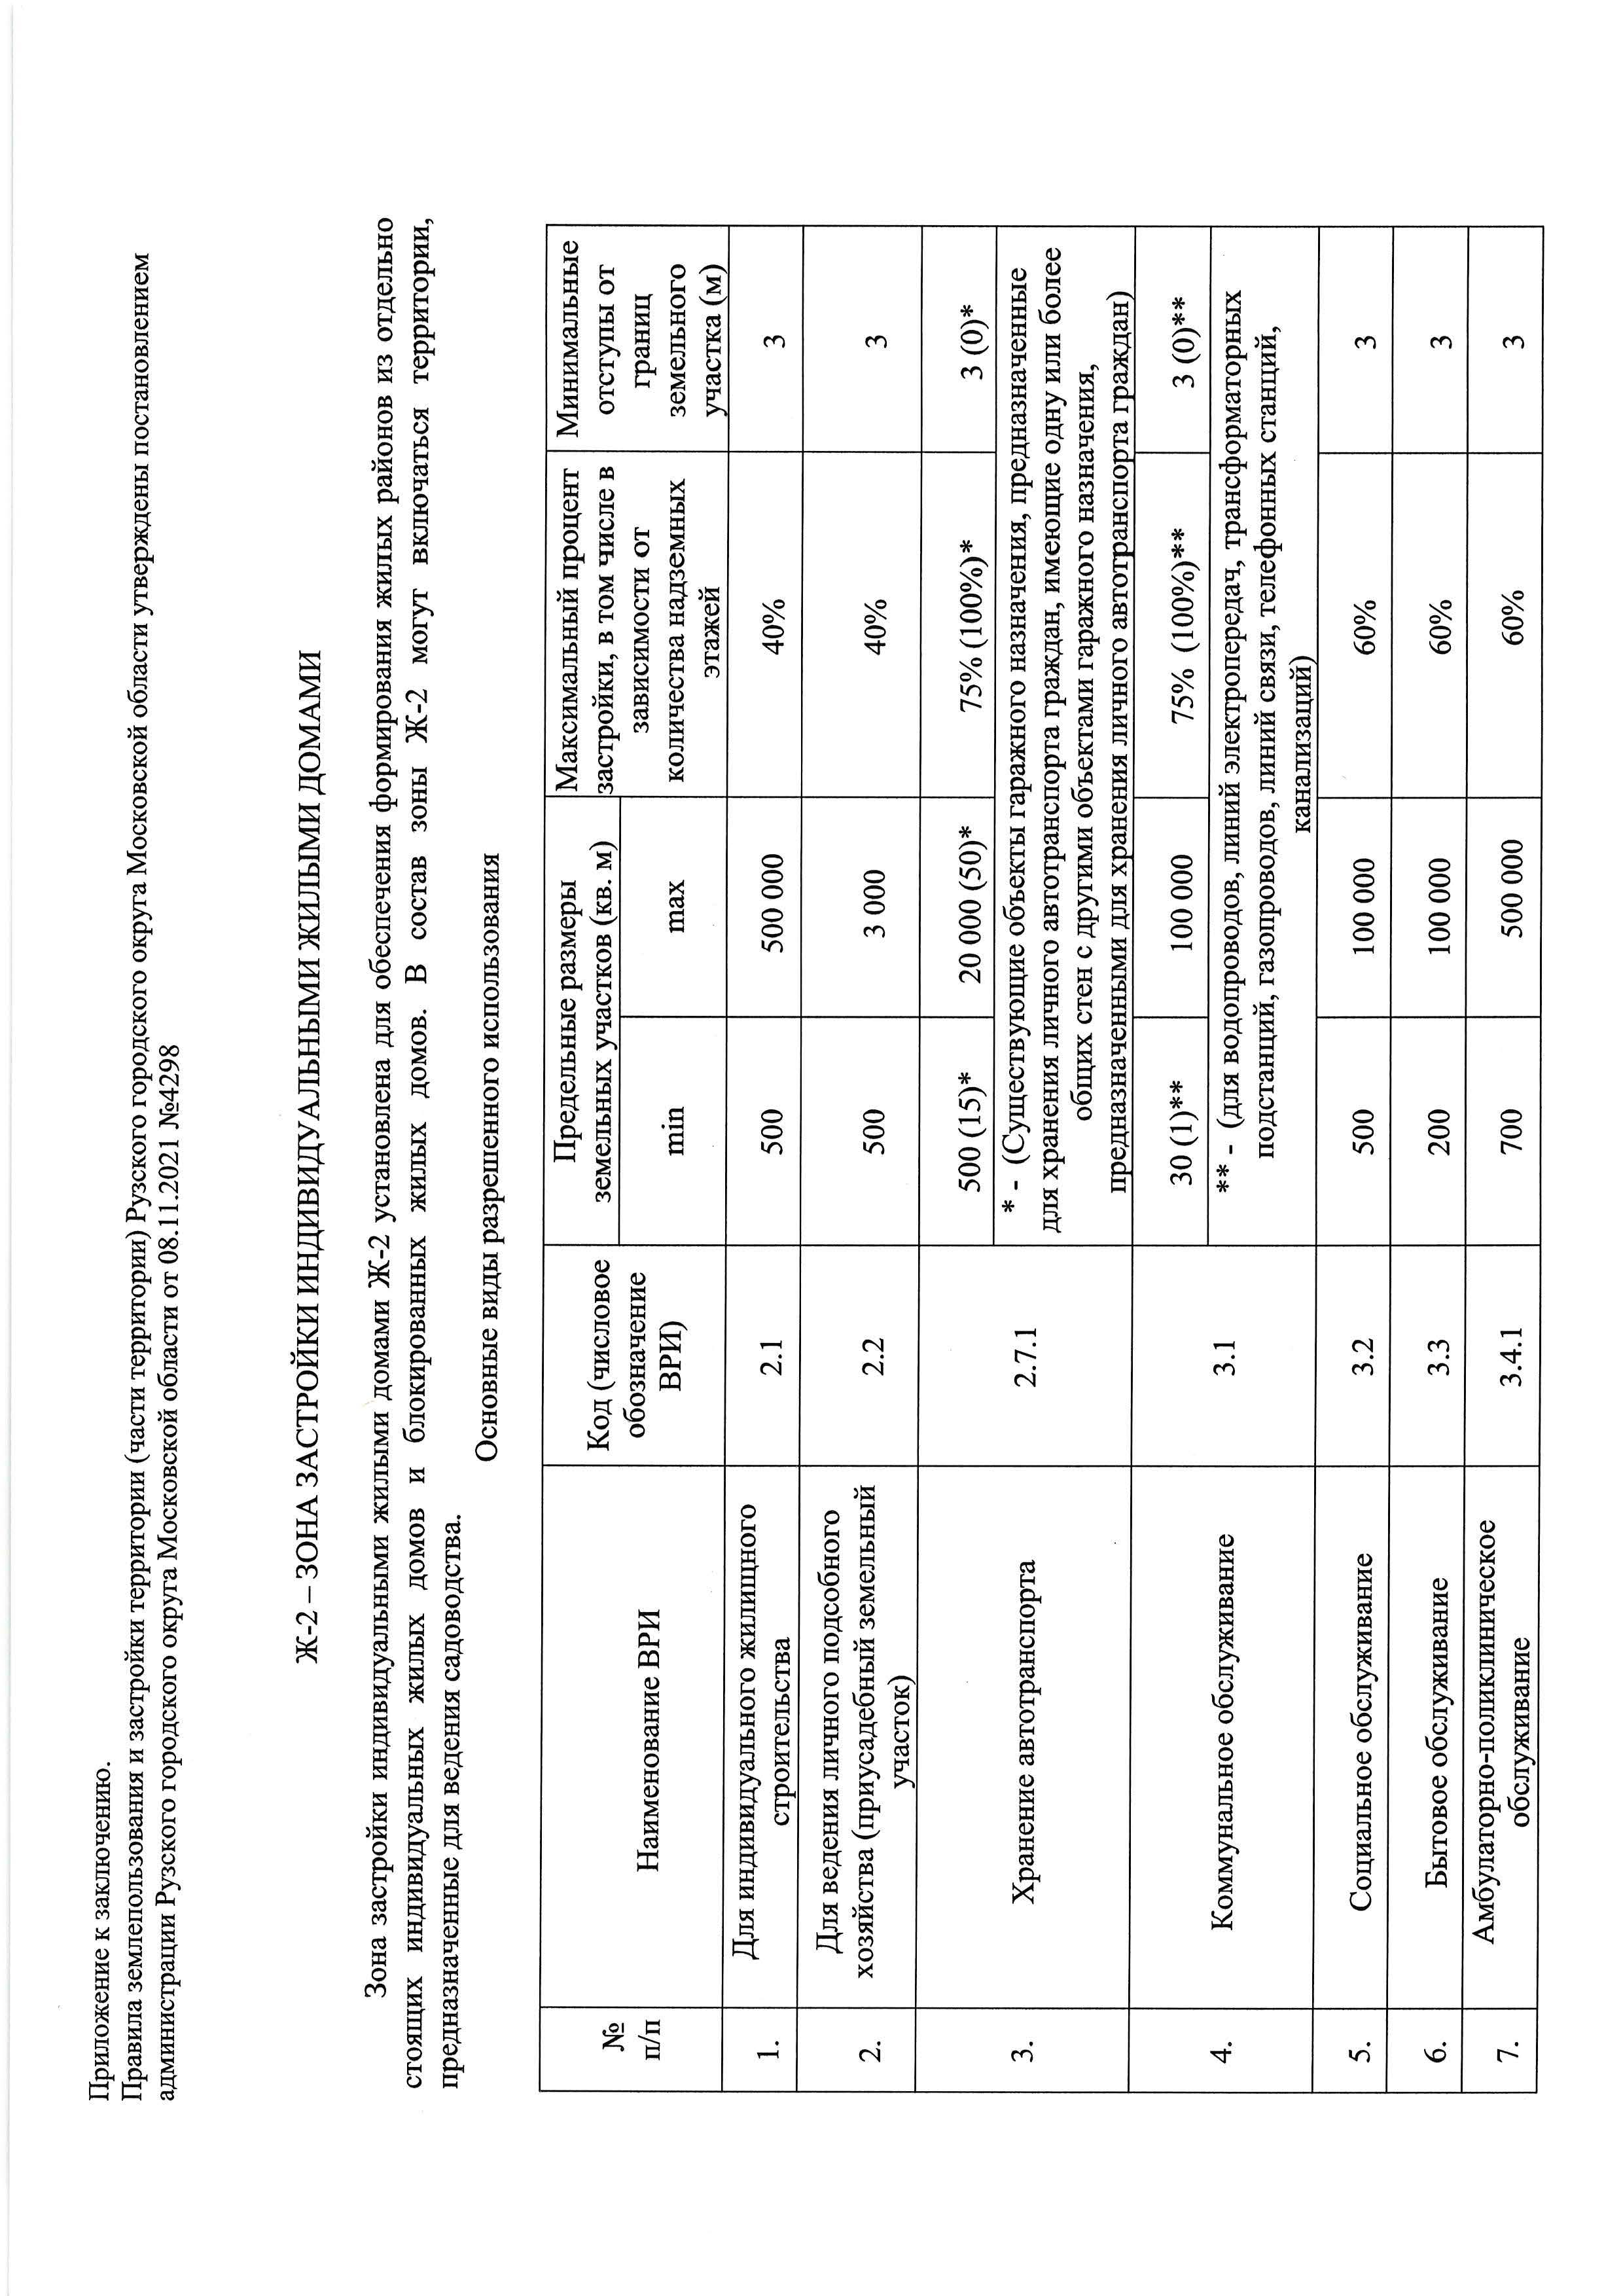 Приложение к заключению.
Правила землепользования и застройки территории (части территории) Рузского городского округа Московской области утверждены постановлением
администрации Рузского городского округа Московской области от 08.11.2021 №4298
Ж-2 – ЗОНА ЗАСТРОЙКИ ИНДИВИДУАЛЬНЫМИ ЖИЛЫМИ ДОМАМИ
Зона застройки индивидуальными жилыми домами Ж-2 установлена для обеспечения формирования жилых районов из отдельно
стоящих индивидуальных жилых домов и блокированных жилых домов. В состав зоны Ж-2 могут включаться территории,
предназначенные для ведения садоводства.
Основные виды разрешенного использования
№
п/п
Наименование ВРИ
Код (числовое
обозначение
ВРИ)
Предельные размеры
земельных участков (кв. м)
min
max
Максимальный процент
застройки, в том числе в
зависимости от
количества надземных
этажей
Минимальные
отступы от
границ
земельного
участка (м)
1.
Для индивидуального жилищного
строительства
2.1
500
500 000
40%
3
2.
Для ведения личного подсобного
хозяйства (приусадебный земельный
участок)
2.2
500
3 000
40%
3
3.
Хранение автотранспорта
2.7.1
500 (15)*
20 000 (50)*
75% (100%)*
3 (0)*
* - (Существующие объекты гаражного назначения, предназначенные
для хранения личного автотранспорта граждан, имеющие одну или более
общих стен с другими объектами гаражного назначения,
предназначенными для хранения личного автотранспорта граждан)
4.
Коммунальное обслуживание
3.1
30 (1)**
100 000
75% (100%)**
3 (0)**
** - (для водопроводов, линий электропередач, трансформаторных
подстанций, газопроводов, линий связи, телефонных станций,
канализаций)
5.
Социальное обслуживание
3.2
500
100 000
60%
3
6.
Бытовое обслуживание
3.3
200
100 000
60%
3
7.
Амбулаторно-поликлиническое
обслуживание
3.4.1
700
500 000
60%
3